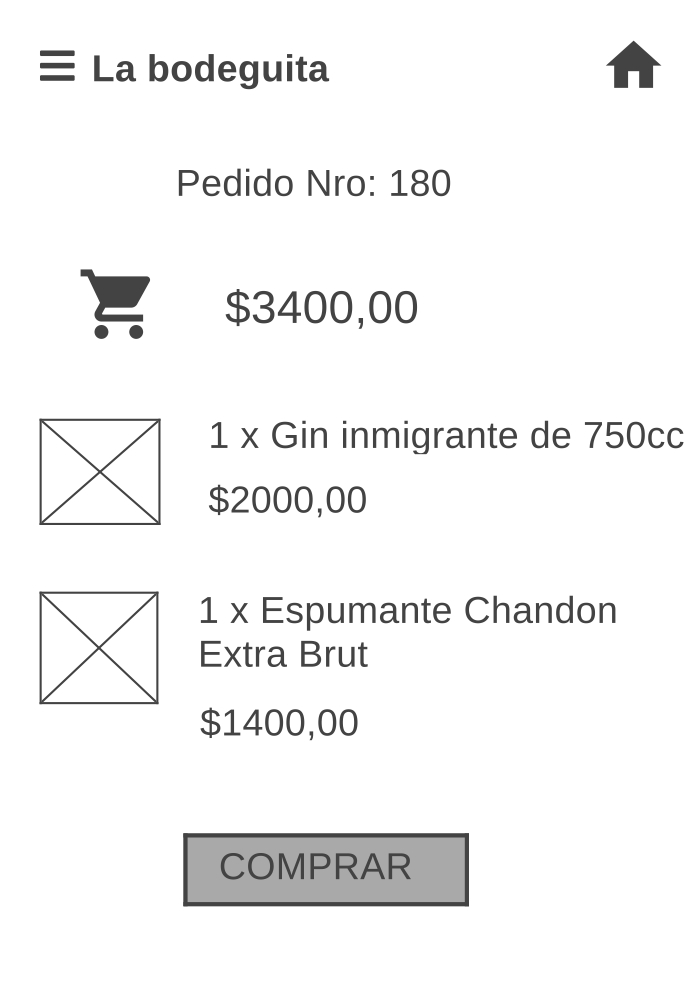 La bodeguita
Pedido Nro: 180
$3400,00
1 x Gin inmigrante de 750cc
$2000,00
1 x Espumante Chandon
Extra Brut
$1400,00
COMPRAR